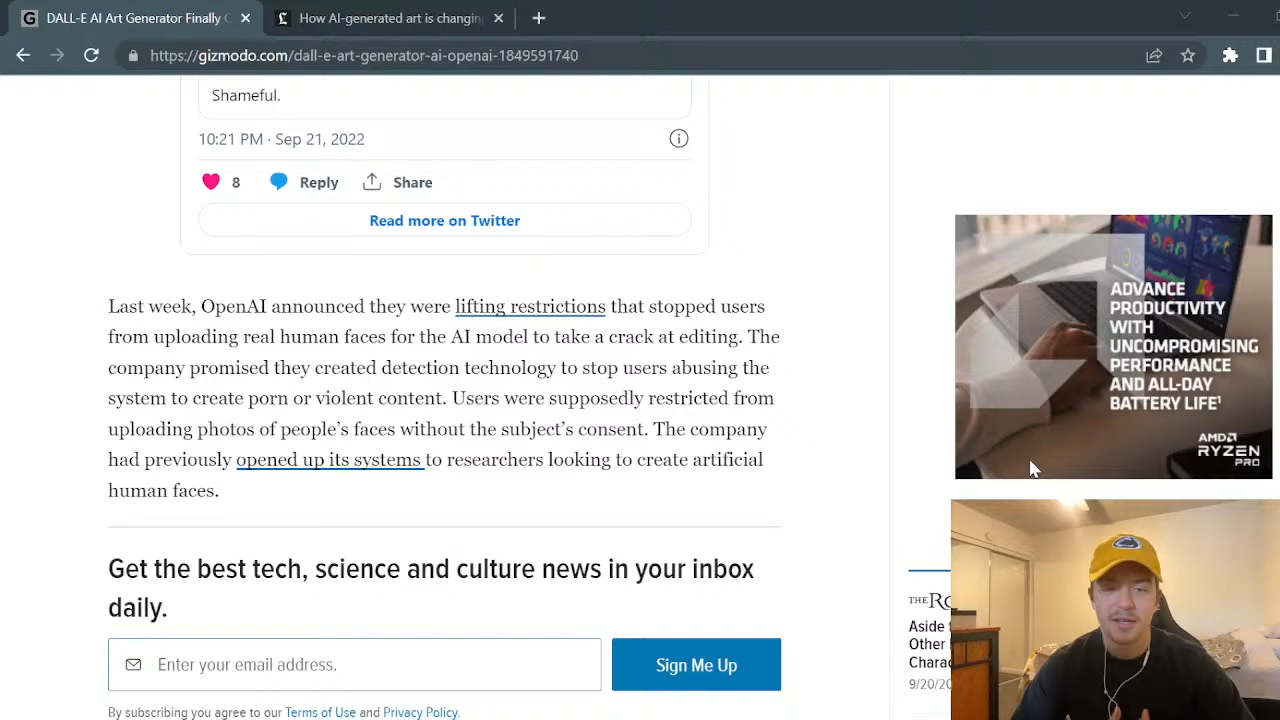 DALL-E AI Art Generator Finally
How AI-generated art is changin
https://gizmodo.com/dall-e-art-generator-ai-openai-1849591740
Shameful.
10:21 PM · Sep 21, 2022
8 Reply Share
Read more on Twitter
Last week, OpenAI announced they were lifting restrictions that stopped users
from uploading real human faces for the AI model to take a crack at editing. The
company promised they created detection technology to stop users abusing the
system to create porn or violent content. Users were supposedly restricted from
uploading photos of people’s faces without the subject’s consent. The company
had previously opened up its systems to researchers looking to create artificial
human faces.
Get the best tech, science and culture news in your inbox
daily.
Enter your email address.
Sign Me Up
By subscribing you agree to our Terms of Use and Privacy Policy.
ADVANCE
PRODUCTIVITY
WITH
UNCOMPROMISING
PERFORMANCE
AND ALL-DAY
BATTERY LIFE¹
AMD
RYZEN
PRO
THE
Aside
Other
Charac
9/20/20